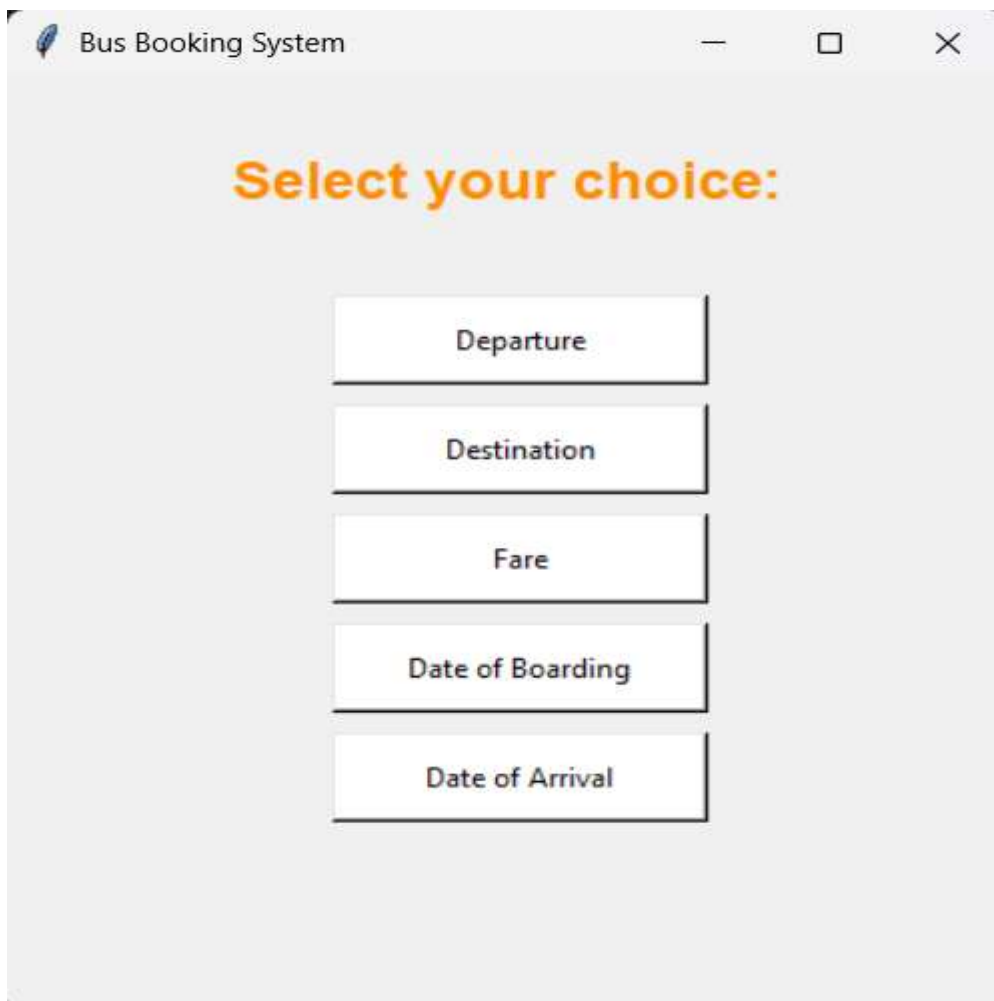 Bus Booking System
Select your choice:
Departure
Destination
Fare
Date of Boarding
Date of Arrival